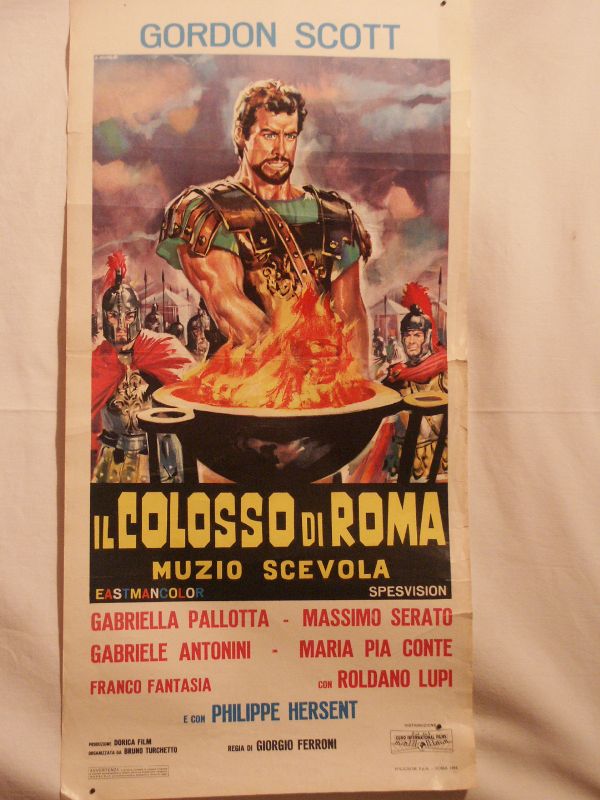 GORDON SCOTT
IL COLOSSO DI ROMA
MUZIO SCEVOLA
EASTMANCOLOR SPESVISION
GABRIELLA PALLOTTA - MASSIMO SERATO
GABRIELE ANTONINI - MARIA PIA CONTE
FRANCO FANTASIA CON ROLDANO LUPI
E CON PHILIPPE HERSENT
PRODUZIONE DORICA FILM
ORGANIZZATA DA BRUNO TURCHETTO
REGIA DI GIORGIO FERRONI
DISTRIBUZIONE
EURO INTERNATIONAL FILMS
AVVERTENZA